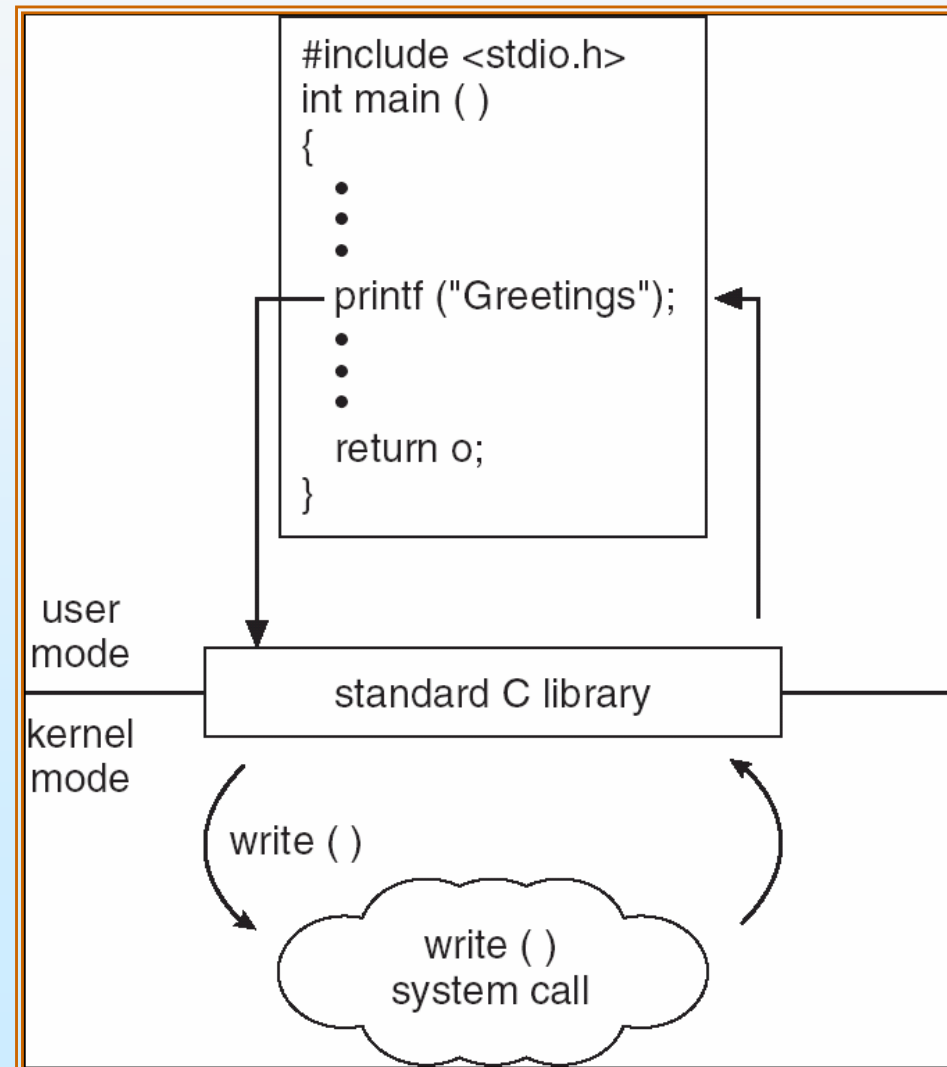 #include <stdio.h>
int main ( )
{
•
•
•
printf ("Greetings");
•
•
•
return o;
}
user
mode
standard C library
kernel
mode
write ( )
write ( )
system call